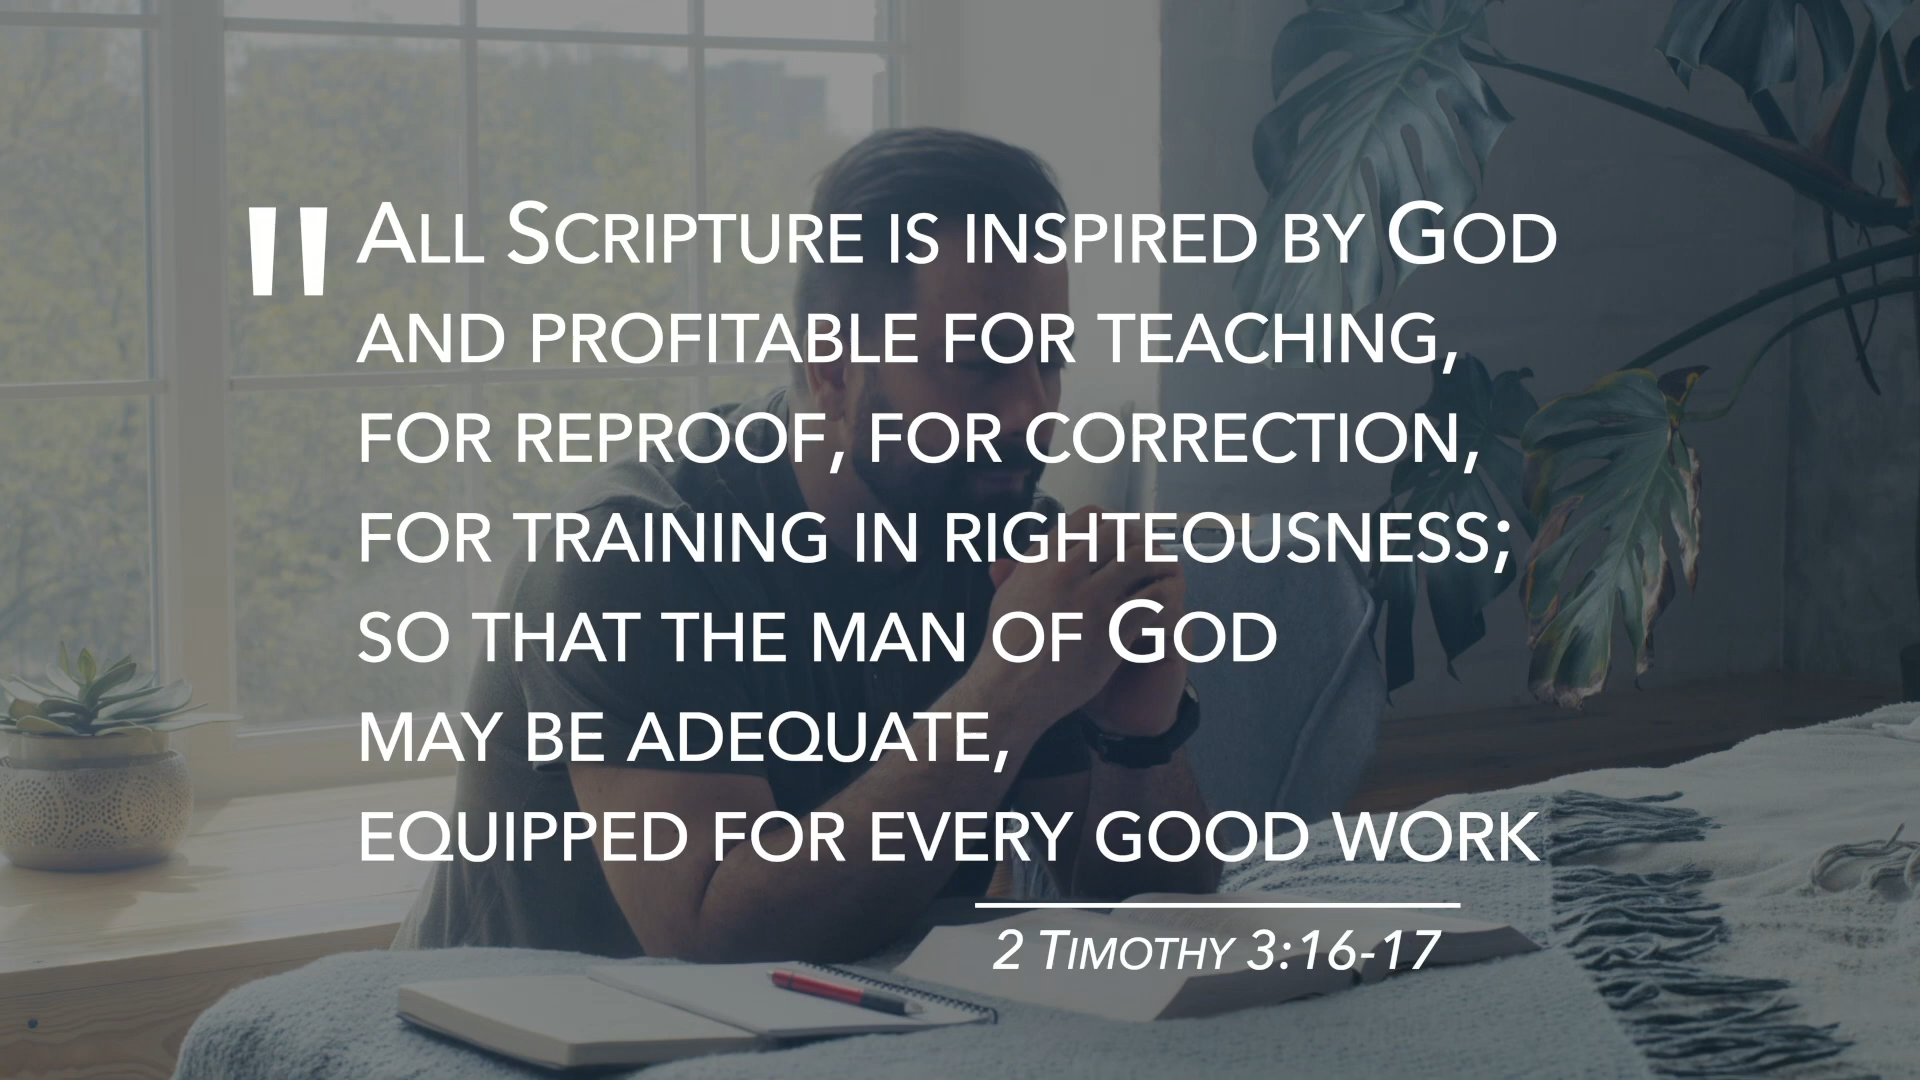 "All Scripture is inspired by God
and profitable for teaching,
for reproof, for correction,
for training in righteousness;
so that the man of God
may be adequate,
equipped for every good work
2 Timothy 3:16-17